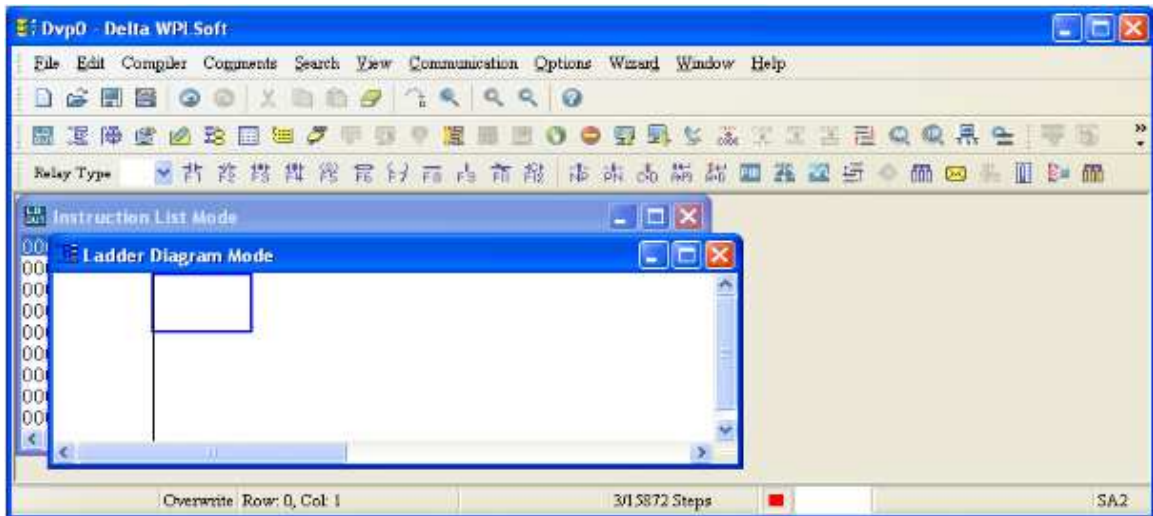 Dvp0 - Delta WPLSoft
File Edit Compiler Comments Search View Communication Options Wizard Window Help
Relay Type
Instruction List Mode
Ladder Diagram Mode
Overwrite Row: 0, Col: 1 3/15872 Steps SA2